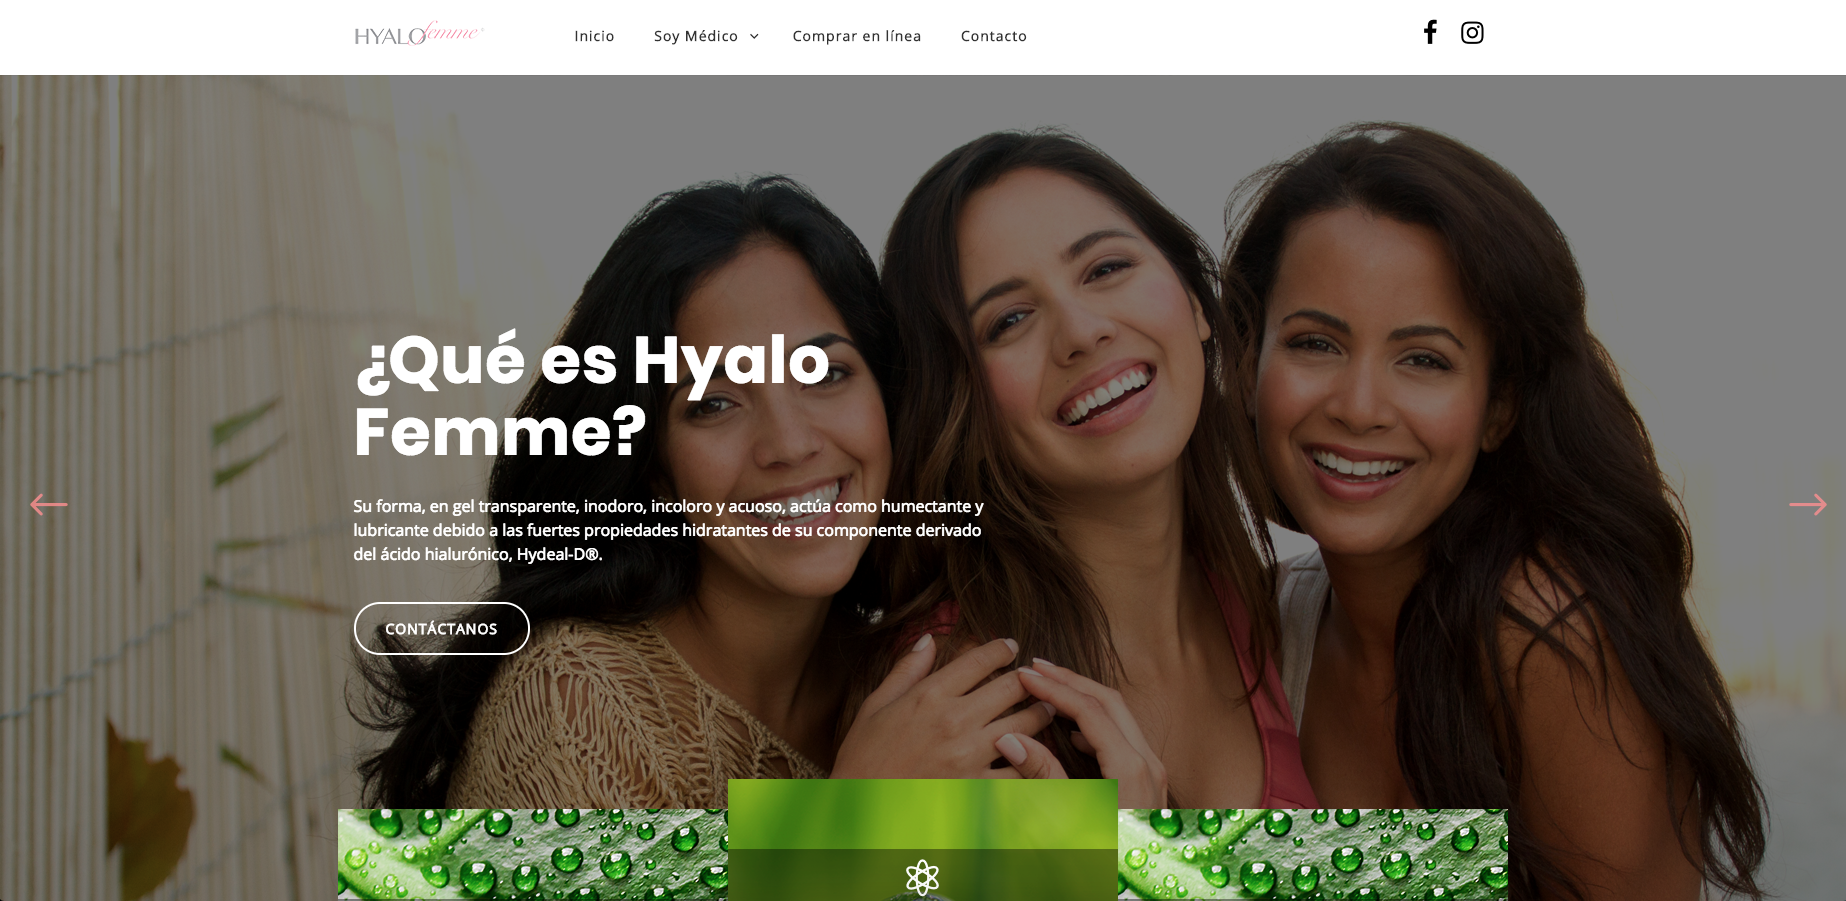 HYALO femme
Inicio
Soy Médico
Comprar en línea
Contacto
¿Qué es Hyalo
Femme?
Su forma, en gel transparente, inodoro, incoloro y acuoso, actúa como humectante y
lubricante debido a las fuertes propiedades hidratantes de su componente derivado
del ácido hialurónico, Hydeal-D®.
CONTÁCTANOS